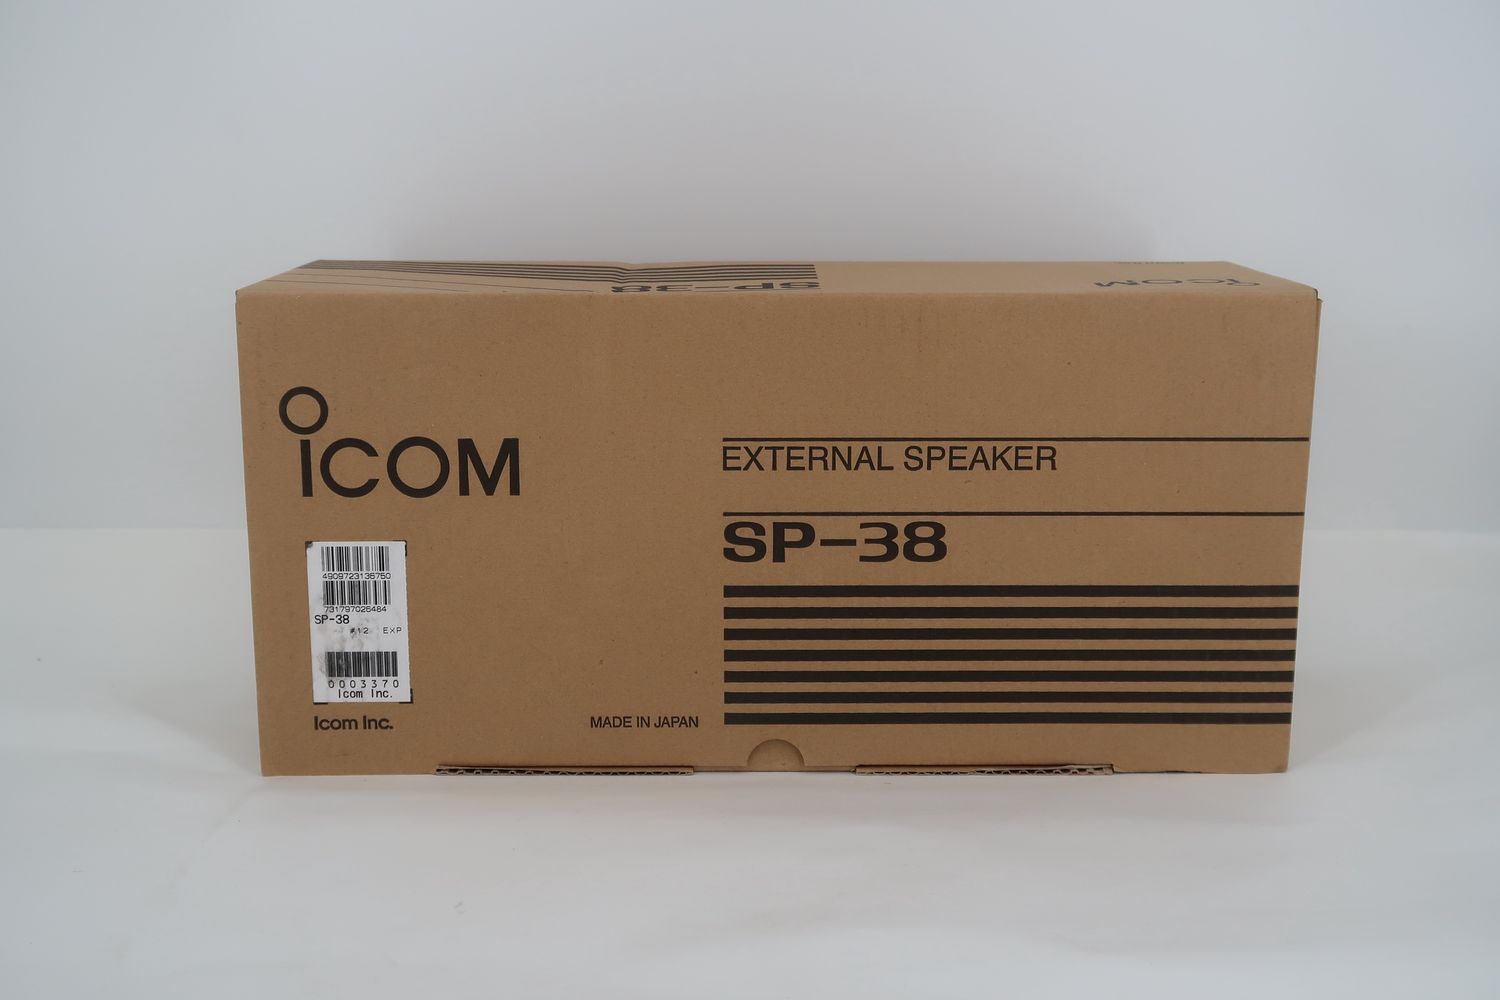 SP-38
ICOM
ICOM
EXTERNAL SPEAKER
SP-38
4909723136750
731797026484
SP-38
#12 EXP
0003370
Icom Inc.
Icom Inc.
MADE IN JAPAN